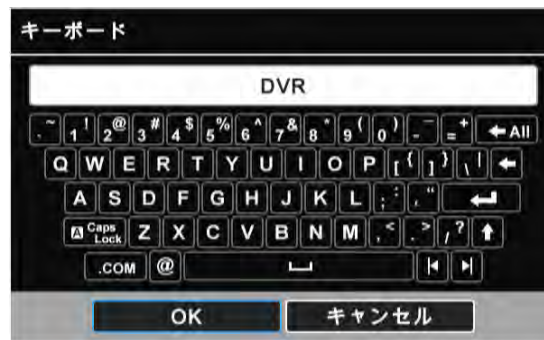 キーボード
DVR
. ~ 1 ! 2 @ 3 # 4 $ 5 % 6 ^ 7 & 8 * 9 ( 0 ) - _ = + ←All
Q W E R T Y U I O P [ { ] } \ | ←
A S D F G H J K L ; : , " ↵
A Caps Lock Z X C V B N M , < . > / ? ↑
.COM @
OK キャンセル